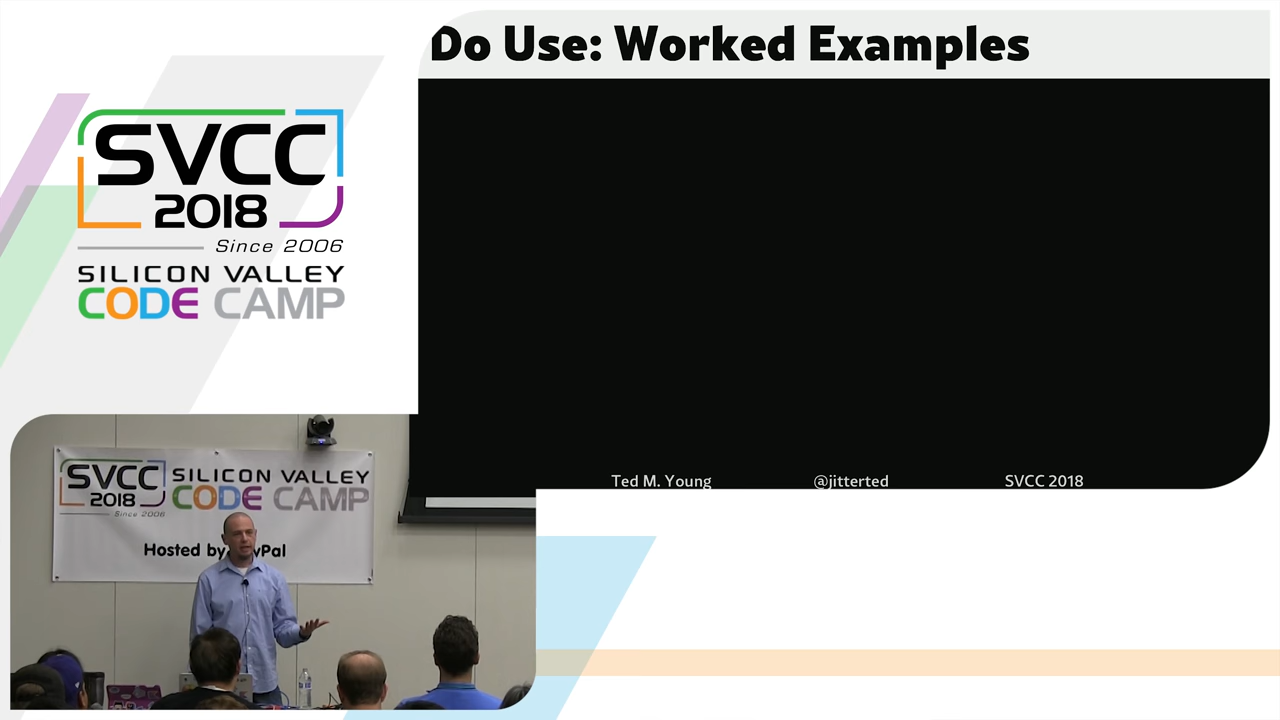 Do Use: Worked Examples
SVCC
2018
Since 2006
SILICON VALLEY
CODE CAMP
Ted M. Young @jitterted SVCC 2018
SVCC
2018
Since 2006
SILICON VALLEY
CODE CAMP
Hosted by PayPal